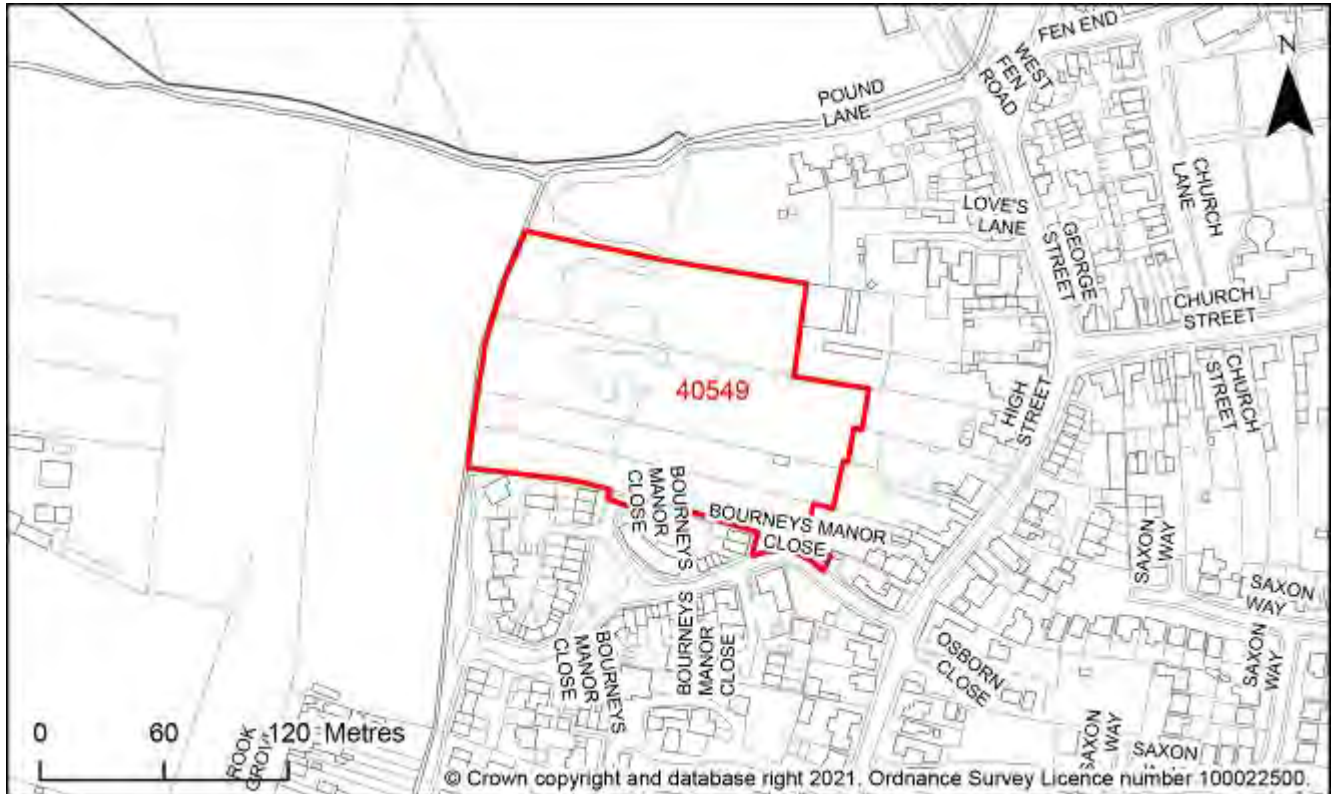 FEN END
WEST
FEN
ROAD
N
POUND
LANE
CHURCH
LANE
LOVE'S
LANE
GEORGE
STREET
CHURCH
STREET
CHURCH
STREET
40549
HIGH
STREET
BOURNEYS
MANOR
CLOSE
BOURNEYS MANOR
CLOSE
SAXON
WAY
SAXON
WAY
BOURNEYS
MANOR
CLOSE
BOURNEYS
MANOR
CLOSE
OSBORN
CLOSE
SAXON
WAY
SAXON
WAY
SAXON
WAY
ROOK
0 60 120 Metres
© Crown copyright and database right 2021. Ordnance Survey Licence number 100022500.